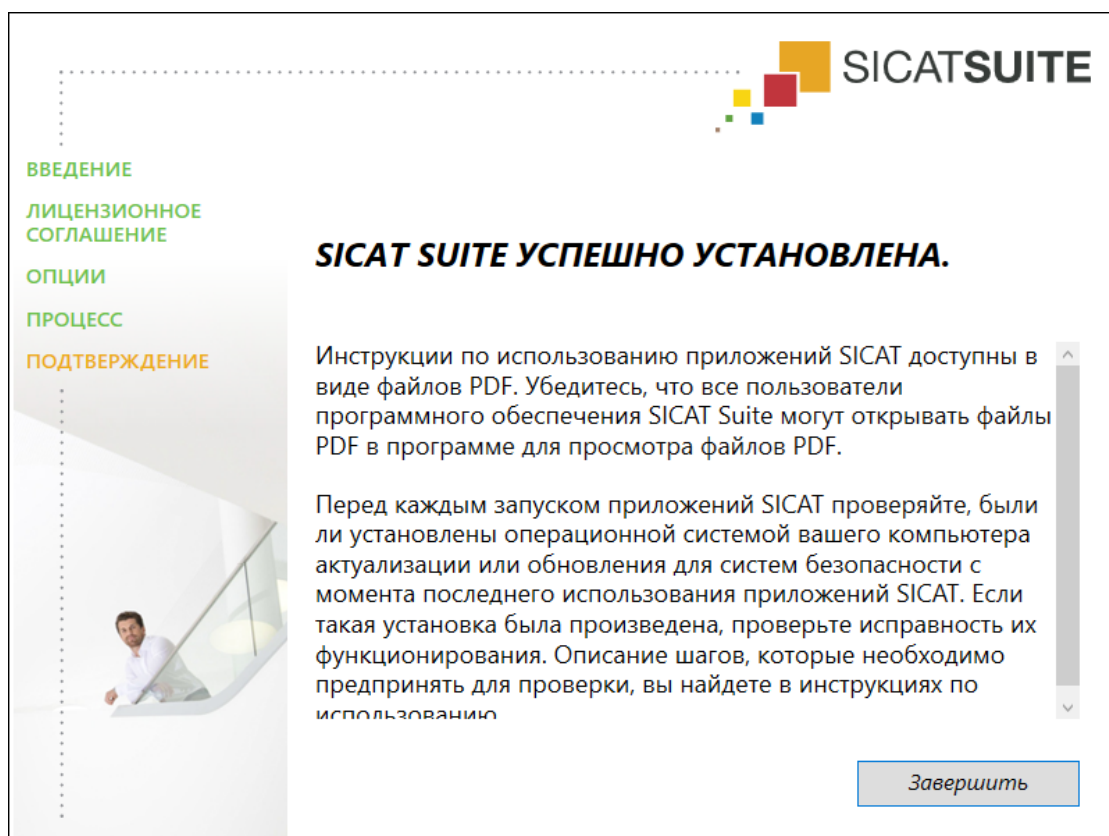 SICATSUITE
ВВЕДЕНИЕ
ЛИЦЕНЗИОННОЕ
СОГЛАШЕНИЕ
ОПЦИИ
ПРОЦЕСС
ПОДТВЕРЖДЕНИЕ
SICAT SUITE УСПЕШНО УСТАНОВЛЕНА.
Инструкции по использованию приложений SICAT доступны в
виде файлов PDF. Убедитесь, что все пользователи
программного обеспечения SICAT Suite могут открывать файлы
PDF в программе для просмотра файлов PDF.
Перед каждым запуском приложений SICAT проверяйте, были
ли установлены операционной системой вашего компьютера
актуализации или обновления для систем безопасности с
момента последнего использования приложений SICAT. Если
такая установка была произведена, проверьте исправность их
функционирования. Описание шагов, которые необходимо
предпринять для проверки, вы найдете в инструкциях по
использованию.
Завершить